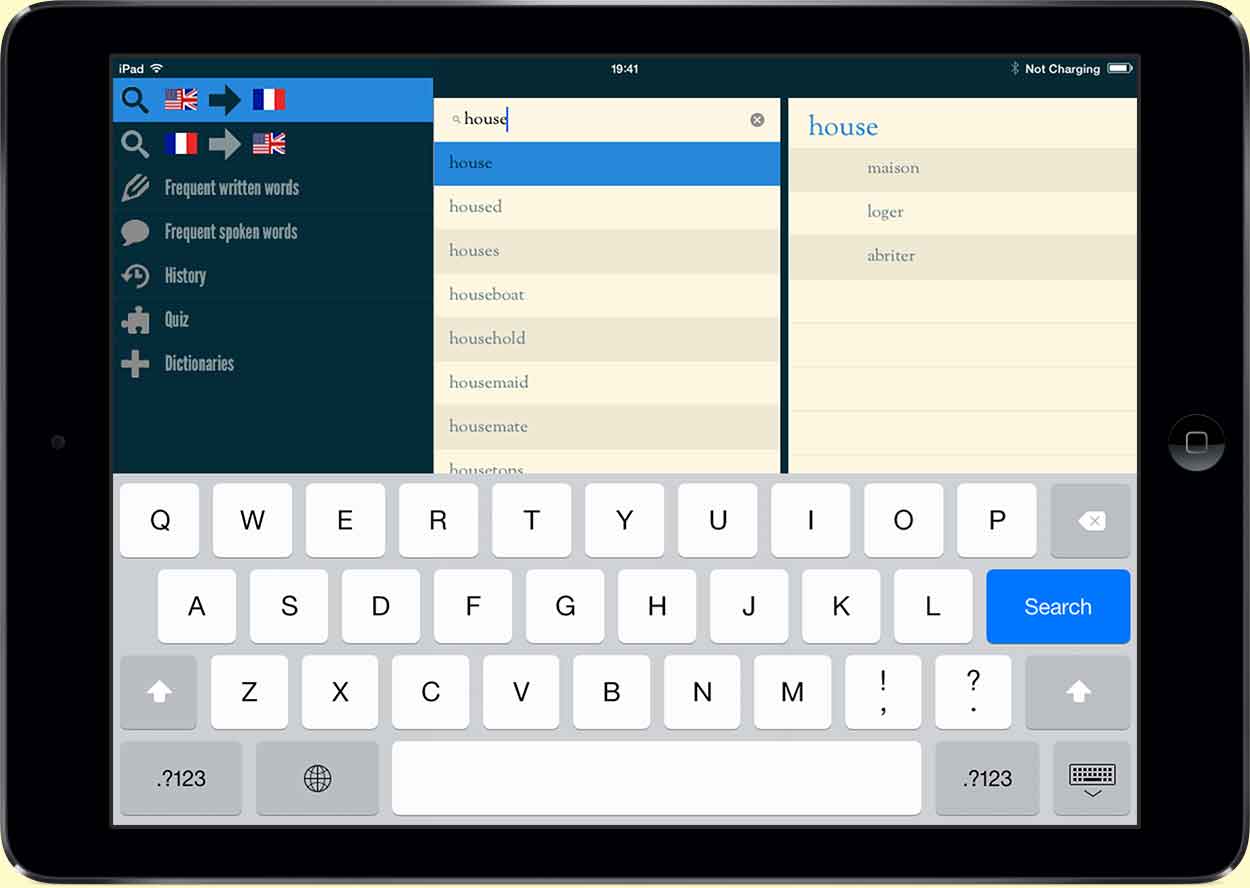 iPad 19:41 Not Charging
Frequent written words
Frequent spoken words
History
Quiz
Dictionaries
house
house
housed
houses
houseboat
household
housemaid
housemate
housetops
house
maison
loger
abriter
Q W E R T Y U I O P
A S D F G H J K L Search
Z X C V B N M ! , ? .
.?123 .?123